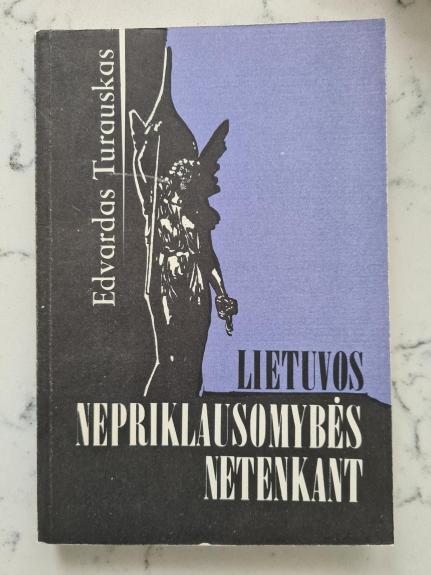 Edvardas Turauskas
LIETUVOS
NEPRIKLAUSOMYBĖS
NETENKANT